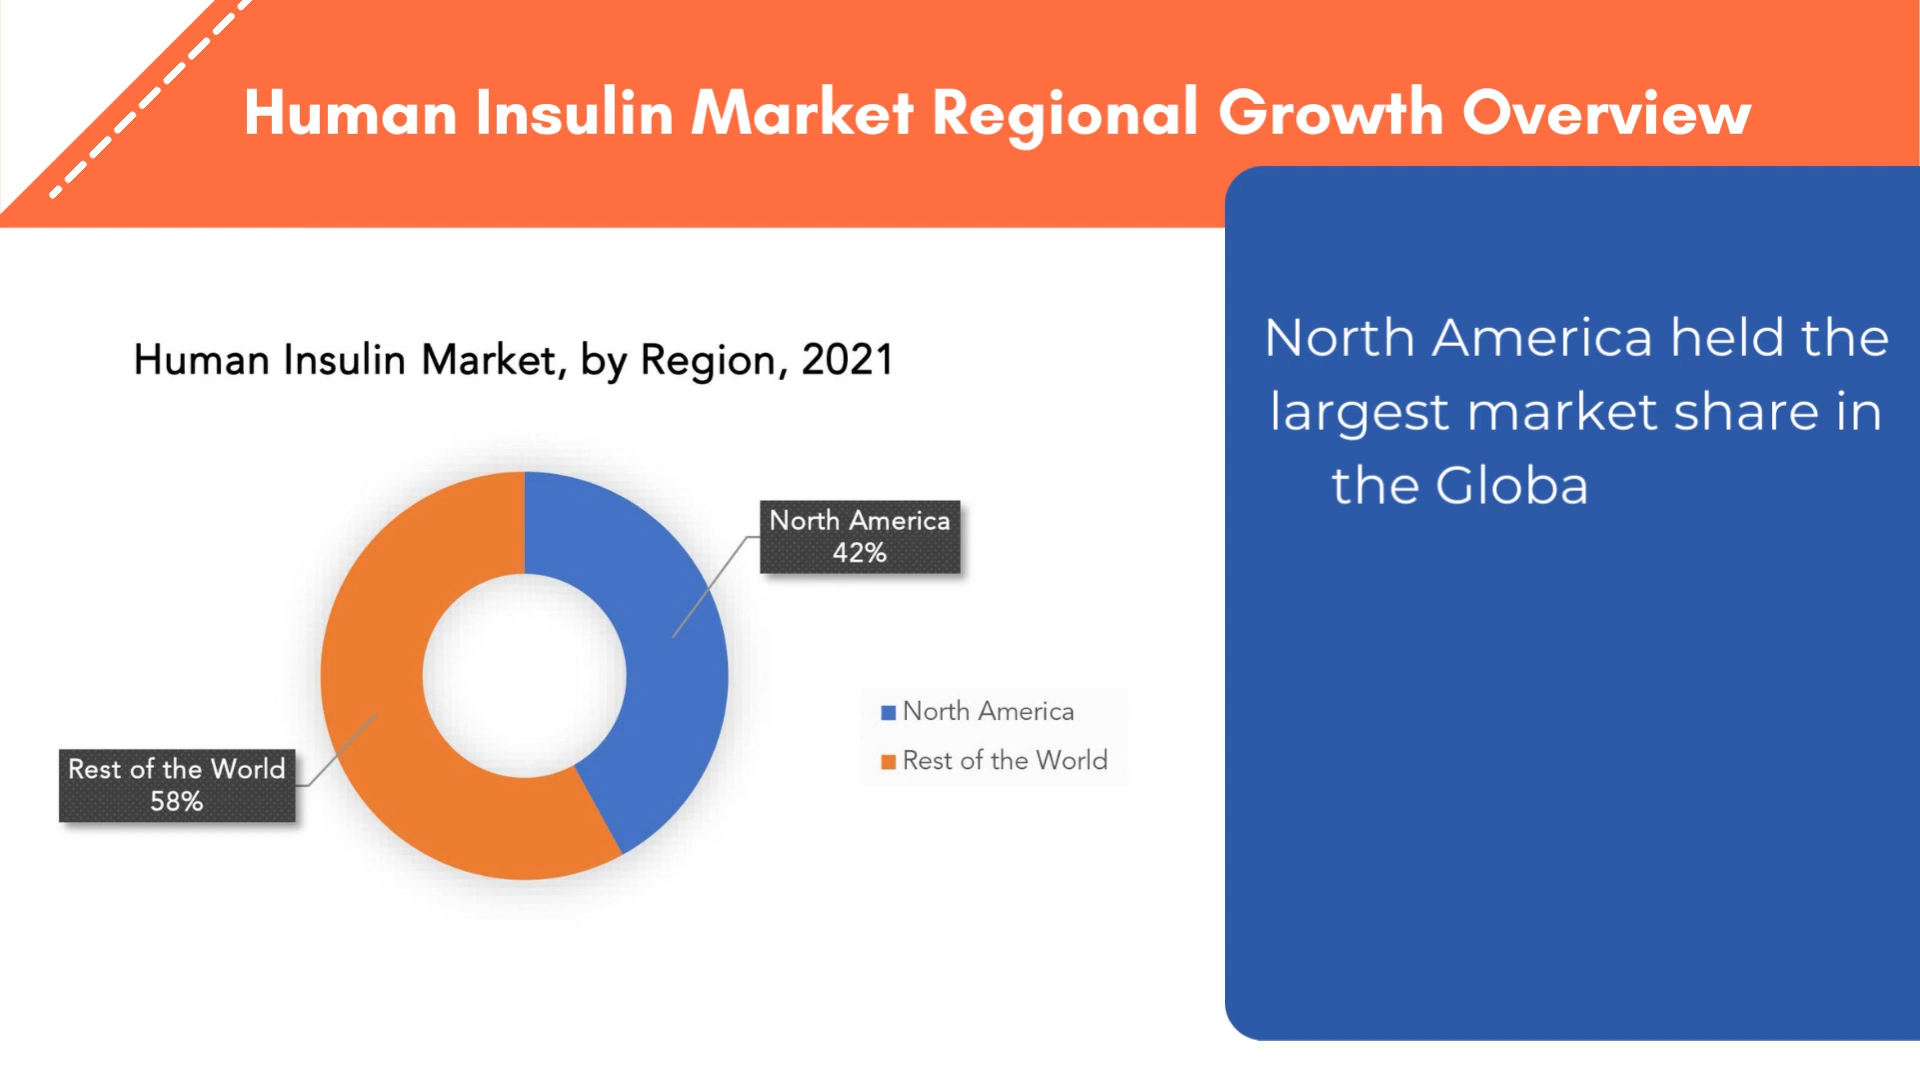 Human Insulin Market Regional Growth Overview
Human Insulin Market, by Region, 2021
North America
42%
Rest of the World
58%
North America
Rest of the World
North America held the
largest market share in
the Globa